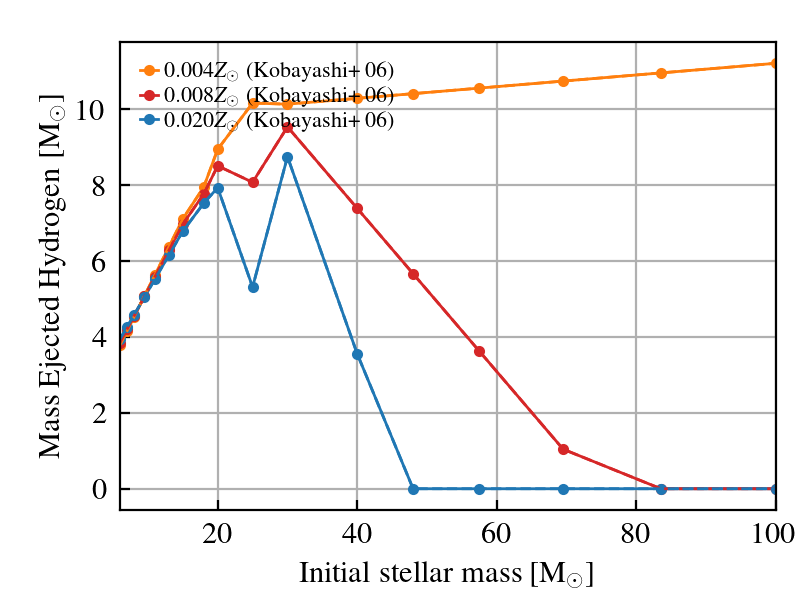 0.004Z☉ (Kobayashi+ 06)
0.008Z☉ (Kobayashi+ 06)
0.020Z☉ (Kobayashi+ 06)
Mass Ejected Hydrogen [M☉]
10
8
6
4
2
0
20 40 60 80 100
Initial stellar mass [M☉]